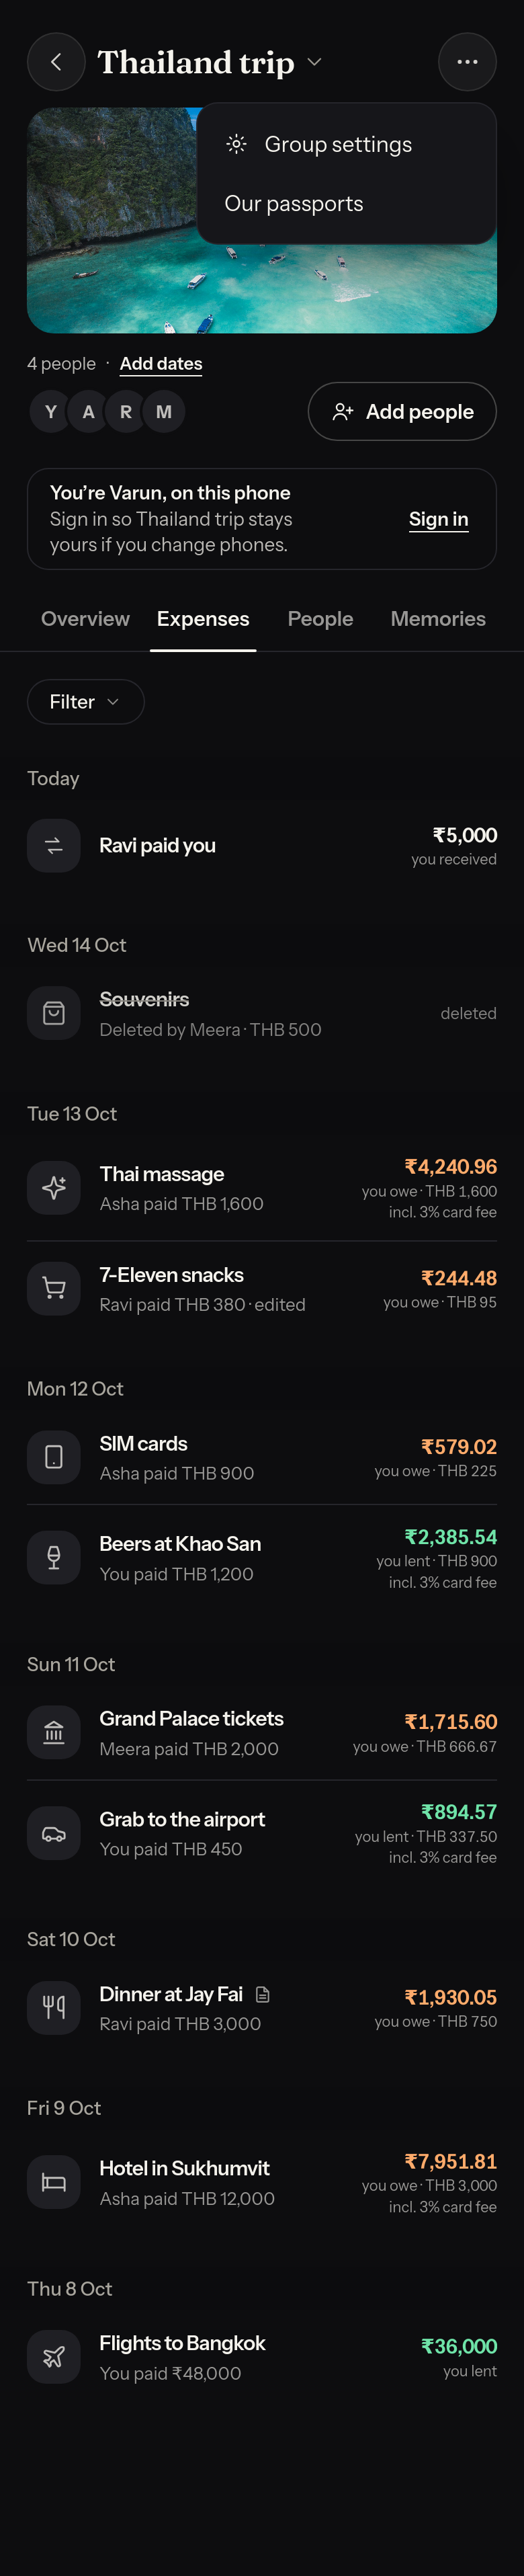 Thailand trip
Group settings
Our passports
4 people · Add dates
Y A R M
Add people
You’re Varun, on this phone
Sign in so Thailand trip stays
yours if you change phones.
Sign in
Overview Expenses People Memories
Filter
Today
Ravi paid you
₹5,000
you received
Wed 14 Oct
Souvenirs
Deleted by Meera · THB 500
deleted
Tue 13 Oct
Thai massage
Asha paid THB 1,600
₹4,240.96
you owe · THB 1,600
incl. 3% card fee
7-Eleven snacks
Ravi paid THB 380 · edited
₹244.48
you owe · THB 95
Mon 12 Oct
SIM cards
Asha paid THB 900
₹579.02
you owe · THB 225
Beers at Khao San
You paid THB 1,200
₹2,385.54
you lent · THB 900
incl. 3% card fee
Sun 11 Oct
Grand Palace tickets
Meera paid THB 2,000
₹1,715.60
you owe · THB 666.67
Grab to the airport
You paid THB 450
₹894.57
you lent · THB 337.50
incl. 3% card fee
Sat 10 Oct
Dinner at Jay Fai
Ravi paid THB 3,000
₹1,930.05
you owe · THB 750
Fri 9 Oct
Hotel in Sukhumvit
Asha paid THB 12,000
₹7,951.81
you owe · THB 3,000
incl. 3% card fee
Thu 8 Oct
Flights to Bangkok
You paid ₹48,000
₹36,000
you lent